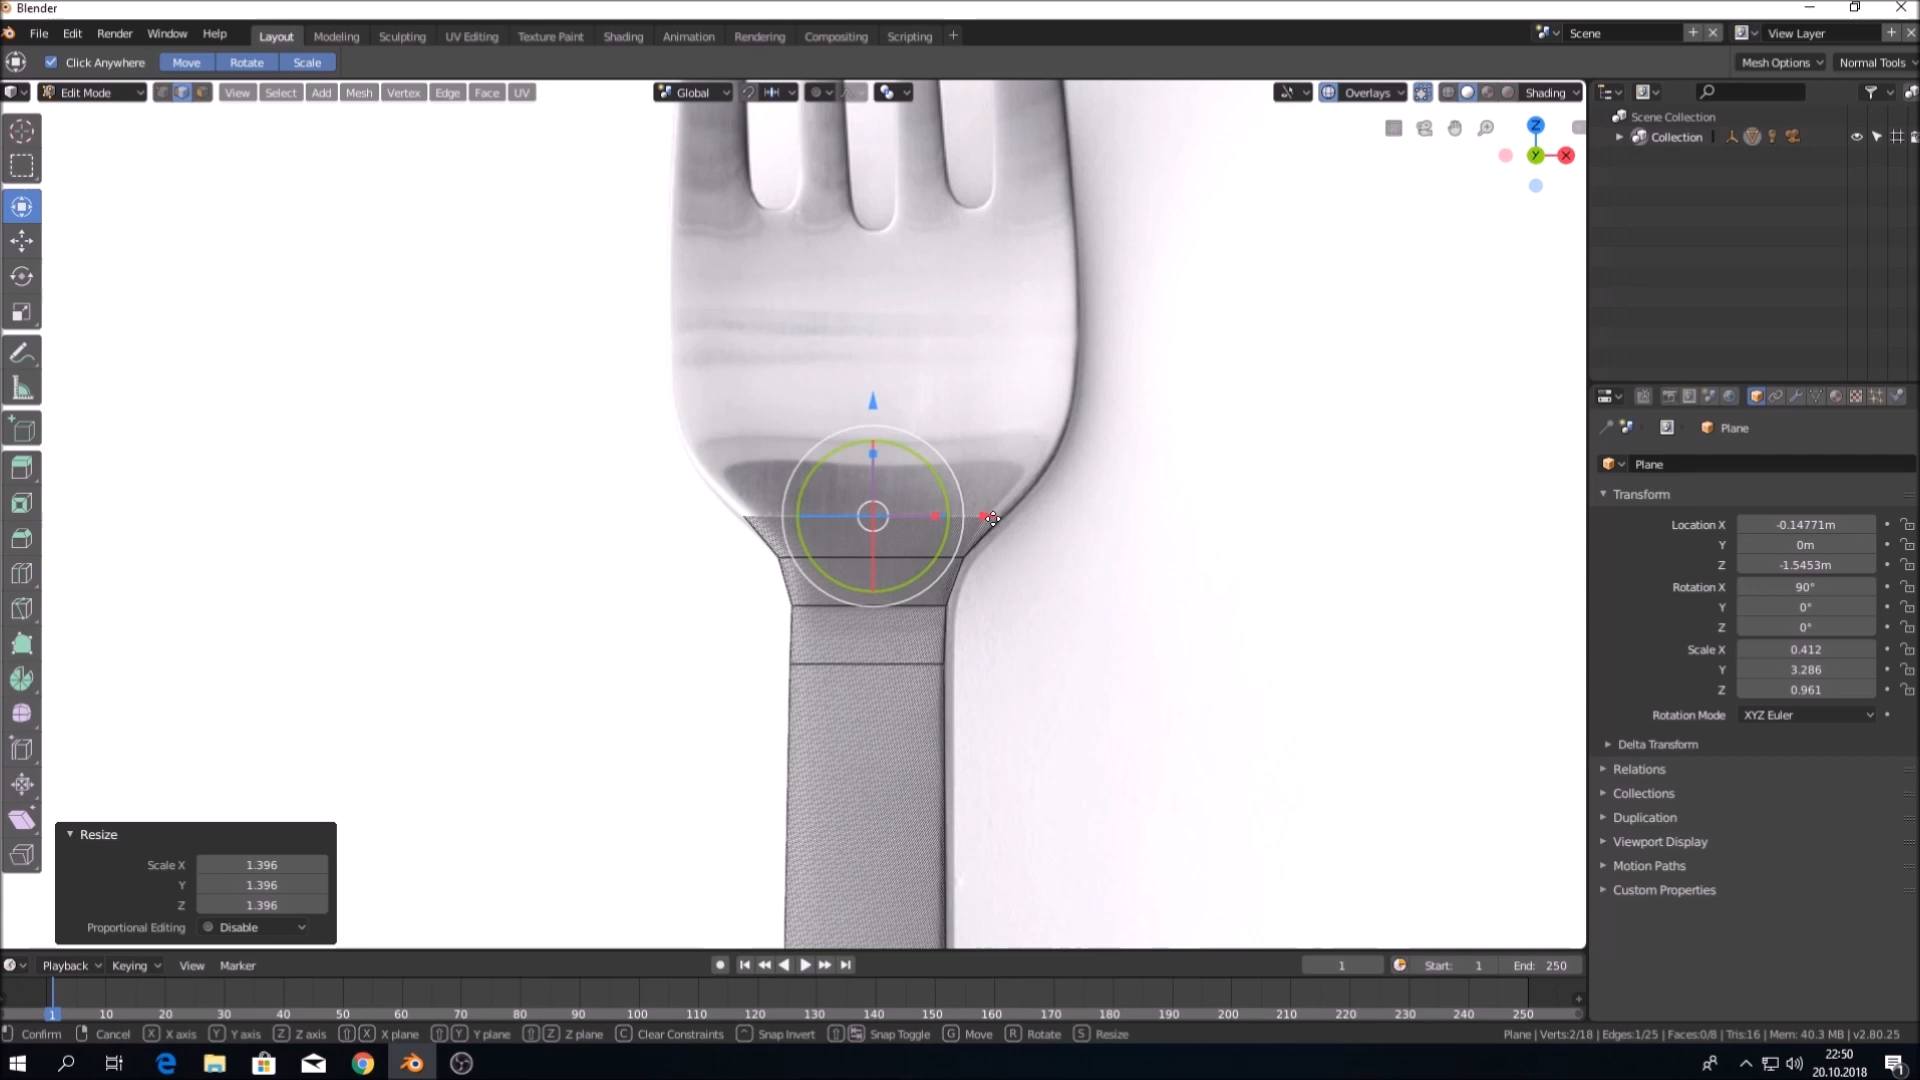 Blender
File Edit Render Window Help Layout Modeling Sculpting UV Editing Texture Paint Shading Animation Rendering Compositing Scripting + Scene View Layer
Click Anywhere Move Rotate Scale Mesh Options Normal Tools
Edit Mode View Select Add Mesh Vertex Edge Face UV Global Overlays Shading
Z
Y X
Scene Collection
Collection
Plane
Plane
Transform
Location X -0.14771m
Y 0m
Z -1.5453m
Rotation X 90°
Y 0°
Z 0°
Scale X 0.412
Y 3.286
Z 0.961
Rotation Mode XYZ Euler
Delta Transform
Relations
Collections
Duplication
Viewport Display
Motion Paths
Custom Properties
Resize
Scale X 1.396
Y 1.396
Z 1.396
Proportional Editing Disable
Playback Keying View Marker 1 Start: 1 End: 250
1 10 20 30 40 50 60 70 80 90 100 110 120 130 140 150 160 170 180 190 200 210 220 230 240 250
Confirm Cancel X X axis Y Y axis Z Z axis X X plane Y Y plane Z Z plane C Clear Constraints Snap Invert Snap Toggle G Move R Rotate S Resize Plane | Verts:2/18 | Edges:1/25 | Faces:0/8 | Tris:16 | Mem: 40.3 MB | v2.80.25
22:50
20.10.2018
1